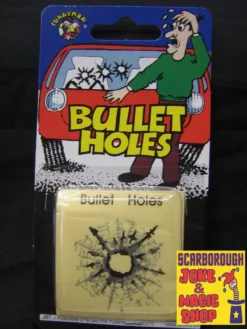 FUNNYMAN
BULLET
HOLES
Bullet Holes
SCARBOROUGH
JOKE
&
MAGIC
SHOP